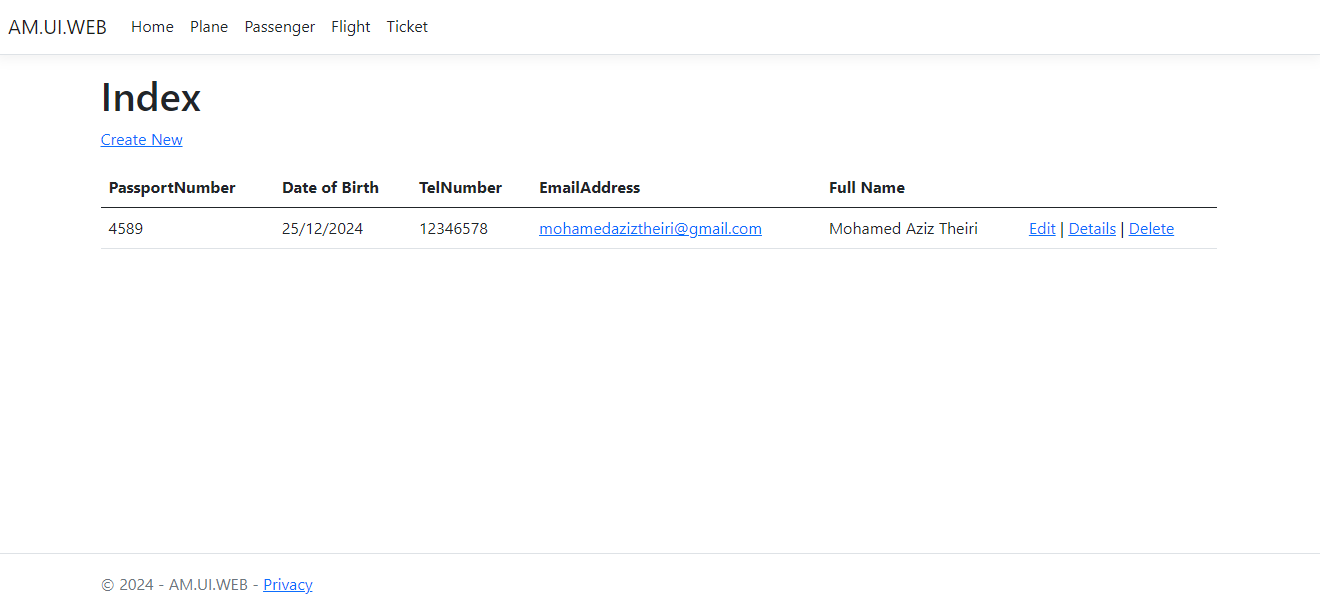 AM.UI.WEB Home Plane Passenger Flight Ticket
Index
Create New
PassportNumber Date of Birth TelNumber EmailAddress Full Name
4589 25/12/2024 12346578 mohamedaziztheiri@gmail.com Mohamed Aziz Theiri Edit | Details | Delete
© 2024 - AM.UI.WEB - Privacy